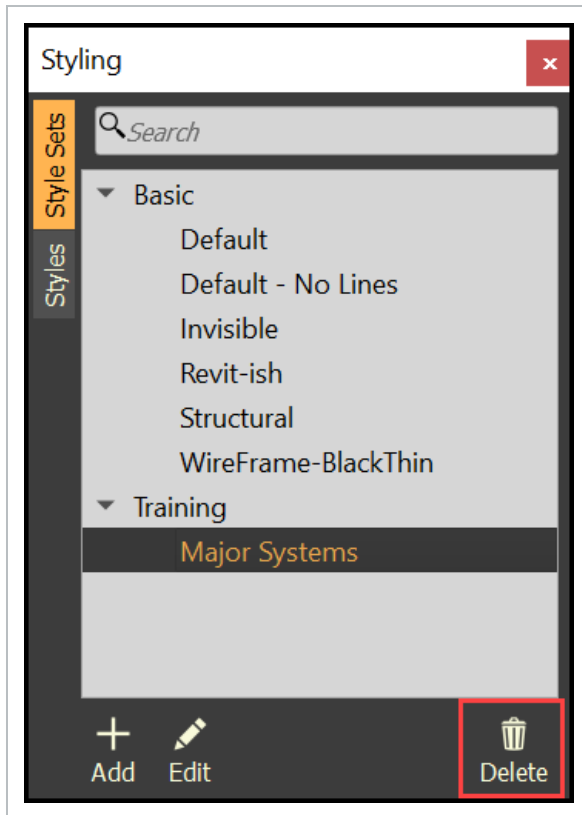 Styling
x
Style Sets
Styles
Search
Basic
Default
Default - No Lines
Invisible
Revit-ish
Structural
WireFrame-BlackThin
Training
Major Systems
Add
Edit
Delete